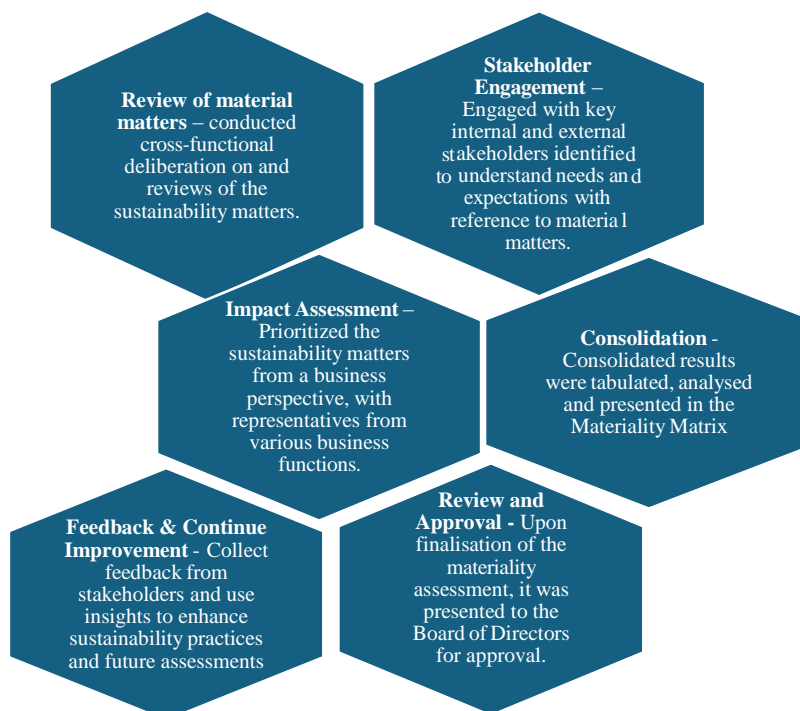 Review of material
matters – conducted
cross-functional
deliberation on and
reviews of the
sustainability matters.
Stakeholder
Engagement –
Engaged with key
internal and external
stakeholders identified
to understand needs and
expectations with
reference to material
matters.
Impact Assessment –
Prioritized the
sustainability matters
from a business
perspective, with
representatives from
various business
functions.
Consolidation -
Consolidated results
were tabulated, analysed
and presented in the
Materiality Matrix
Feedback & Continue
Improvement - Collect
feedback from
stakeholders and use
insights to enhance
sustainability practices
and future assessments
Review and
Approval - Upon
finalisation of the
materiality
assessment, it was
presented to the
Board of Directors
for approval.